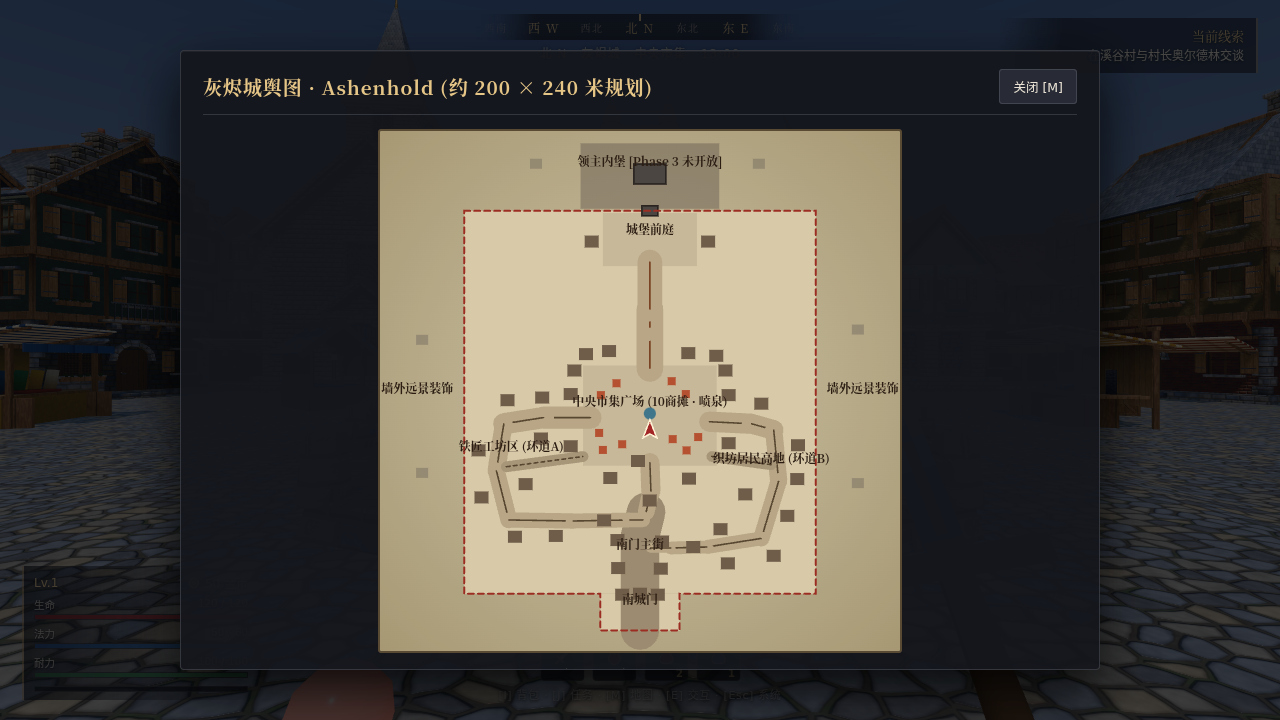 西 W 西北 北 N 东北 东 E
当前线索
溪谷村与村长奥尔德林交谈
灰烬城舆图 · Ashenhold (约 200 × 240 米规划)
关闭 [M]
领主内堡 [Phase 3 未开放]
城堡前庭
墙外远景装饰
墙外远景装饰
中央市集广场 (10商摊 · 喷泉)
铁匠工坊区 (环道A)
织坊居民高地 (环道B)
南门主街
南城门
Lv.1
生命
法力
耐力